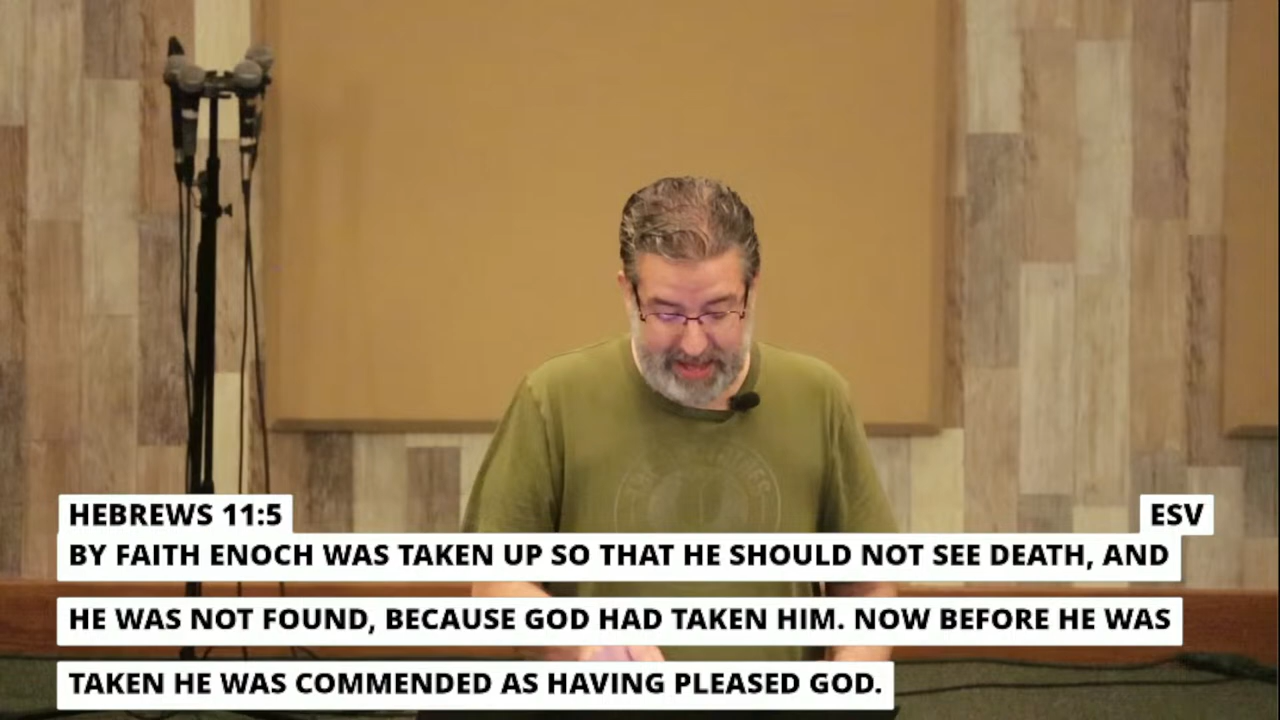 HEBREWS 11:5
ESV
BY FAITH ENOCH WAS TAKEN UP SO THAT HE SHOULD NOT SEE DEATH, AND
HE WAS NOT FOUND, BECAUSE GOD HAD TAKEN HIM. NOW BEFORE HE WAS
TAKEN HE WAS COMMENDED AS HAVING PLEASED GOD.